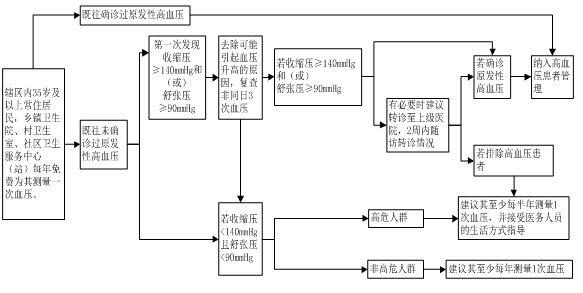 既往确诊过原发性高血压
辖区内35岁及
以上常住居
民，乡镇卫生
院、村卫生
室、社区卫生
服务中心
（站）每年免
费为其测量一
次血压。
既往未确
诊过原发
性高血压
第一次发现
收缩压
≥140mmHg和
（或）
舒张压
≥90mmHg
去除可能
引起血压
升高的原
因，复查
非同日3
次血压
若收缩压≥140mmHg
和（或）
舒张压≥90mmHg
若确诊
原发性
高血压
纳入高血
压患者管
理
有必要时建议
转诊至上级医
院，2周内随
访转诊情况
若排除高血压患
者
若收缩压
<140mmHg
且舒张压
<90mmHg
高危人群
建议其至少每半年测量1
次血压，并接受医务人员
的生活方式指导
非高危人群
建议其至少每年测量1次血压